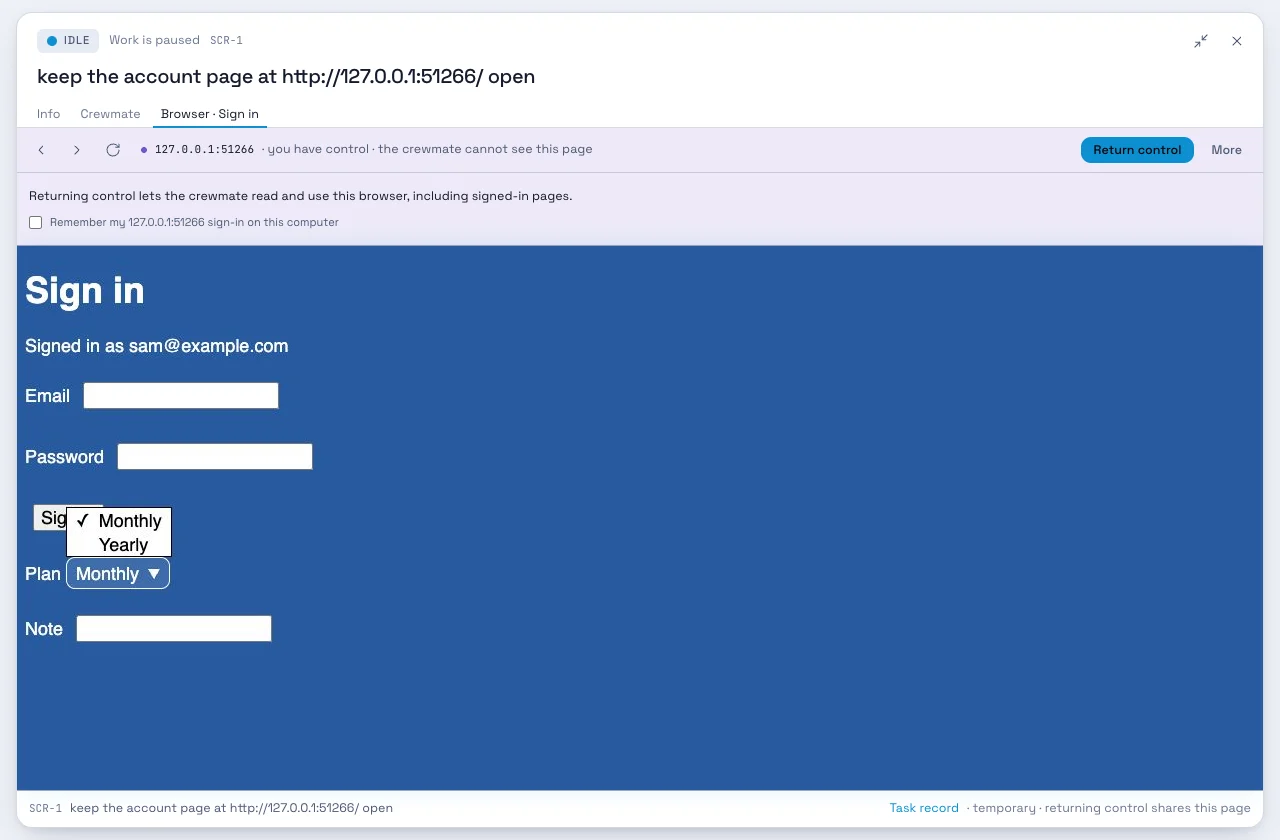 IDLE Work is paused SCR-1
keep the account page at http://127.0.0.1:51266/ open
Info Crewmate Browser · Sign in
127.0.0.1:51266 · you have control · the crewmate cannot see this page Return control More
Returning control lets the crewmate read and use this browser, including signed-in pages.
Remember my 127.0.0.1:51266 sign-in on this computer
Sign in
Signed in as sam@example.com
Email
Password
Sig
✓ Monthly
Yearly
Plan Monthly ▼
Note
SCR-1 keep the account page at http://127.0.0.1:51266/ open Task record · temporary · returning control shares this page